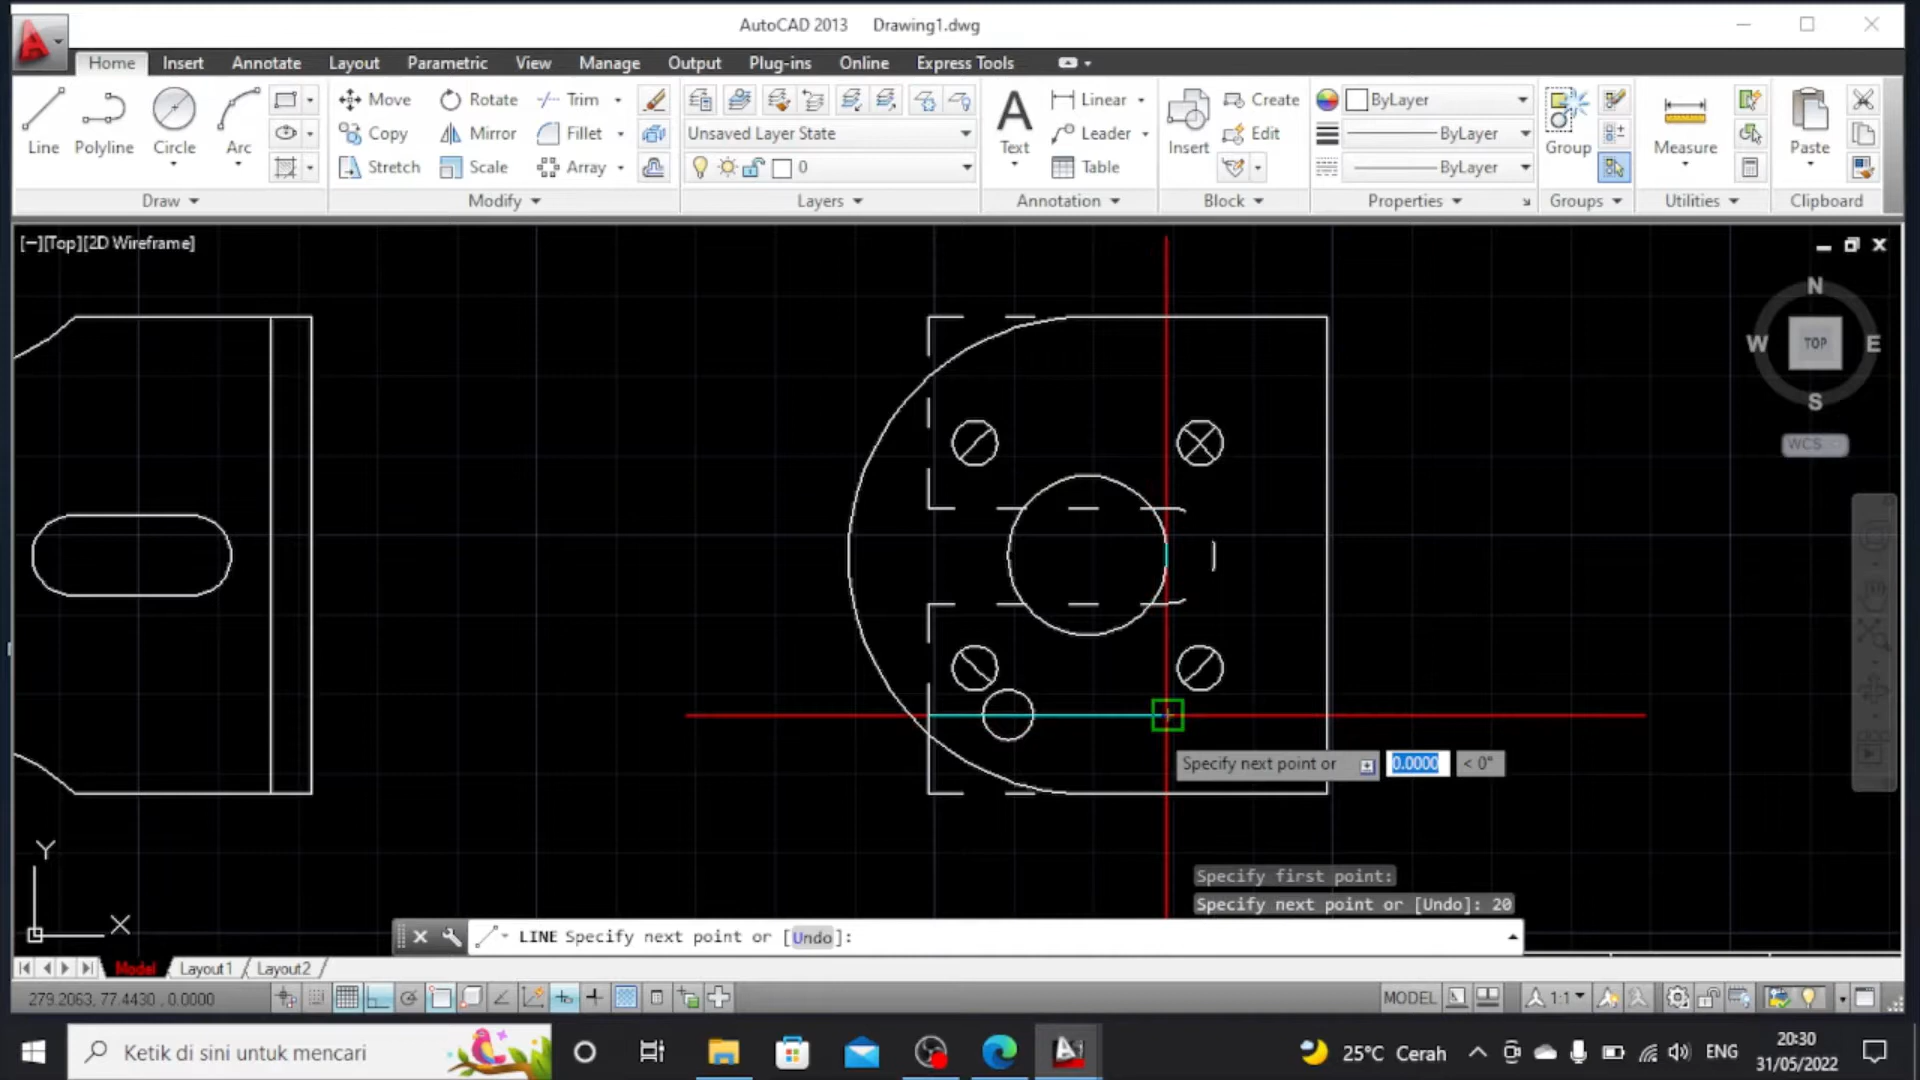 AutoCAD 2013 Drawing1.dwg
Home Insert Annotate Layout Parametric View Manage Output Plug-ins Online Express Tools
Move Rotate Trim Linear Create ByLayer
Unsaved Layer State
Line Polyline Circle Arc Copy Mirror Fillet Text Leader Insert Edit ByLayer Group Measure Paste
Stretch Scale Array 0 Table ByLayer
Draw Modify Layers Annotation Block Properties Groups Utilities Clipboard
[−][Top][2D Wireframe]
N
W TOP E
S
WCS
Specify next point or 0.0000 < 0°
Y
X
Specify first point:
Specify next point or [Undo]: 20
LINE Specify next point or [Undo]:
Model Layout1 Layout2
279.2063, 77.4430 , 0.0000 MODEL 1:1
Ketik di sini untuk mencari 25°C Cerah ENG 20:30
31/05/2022